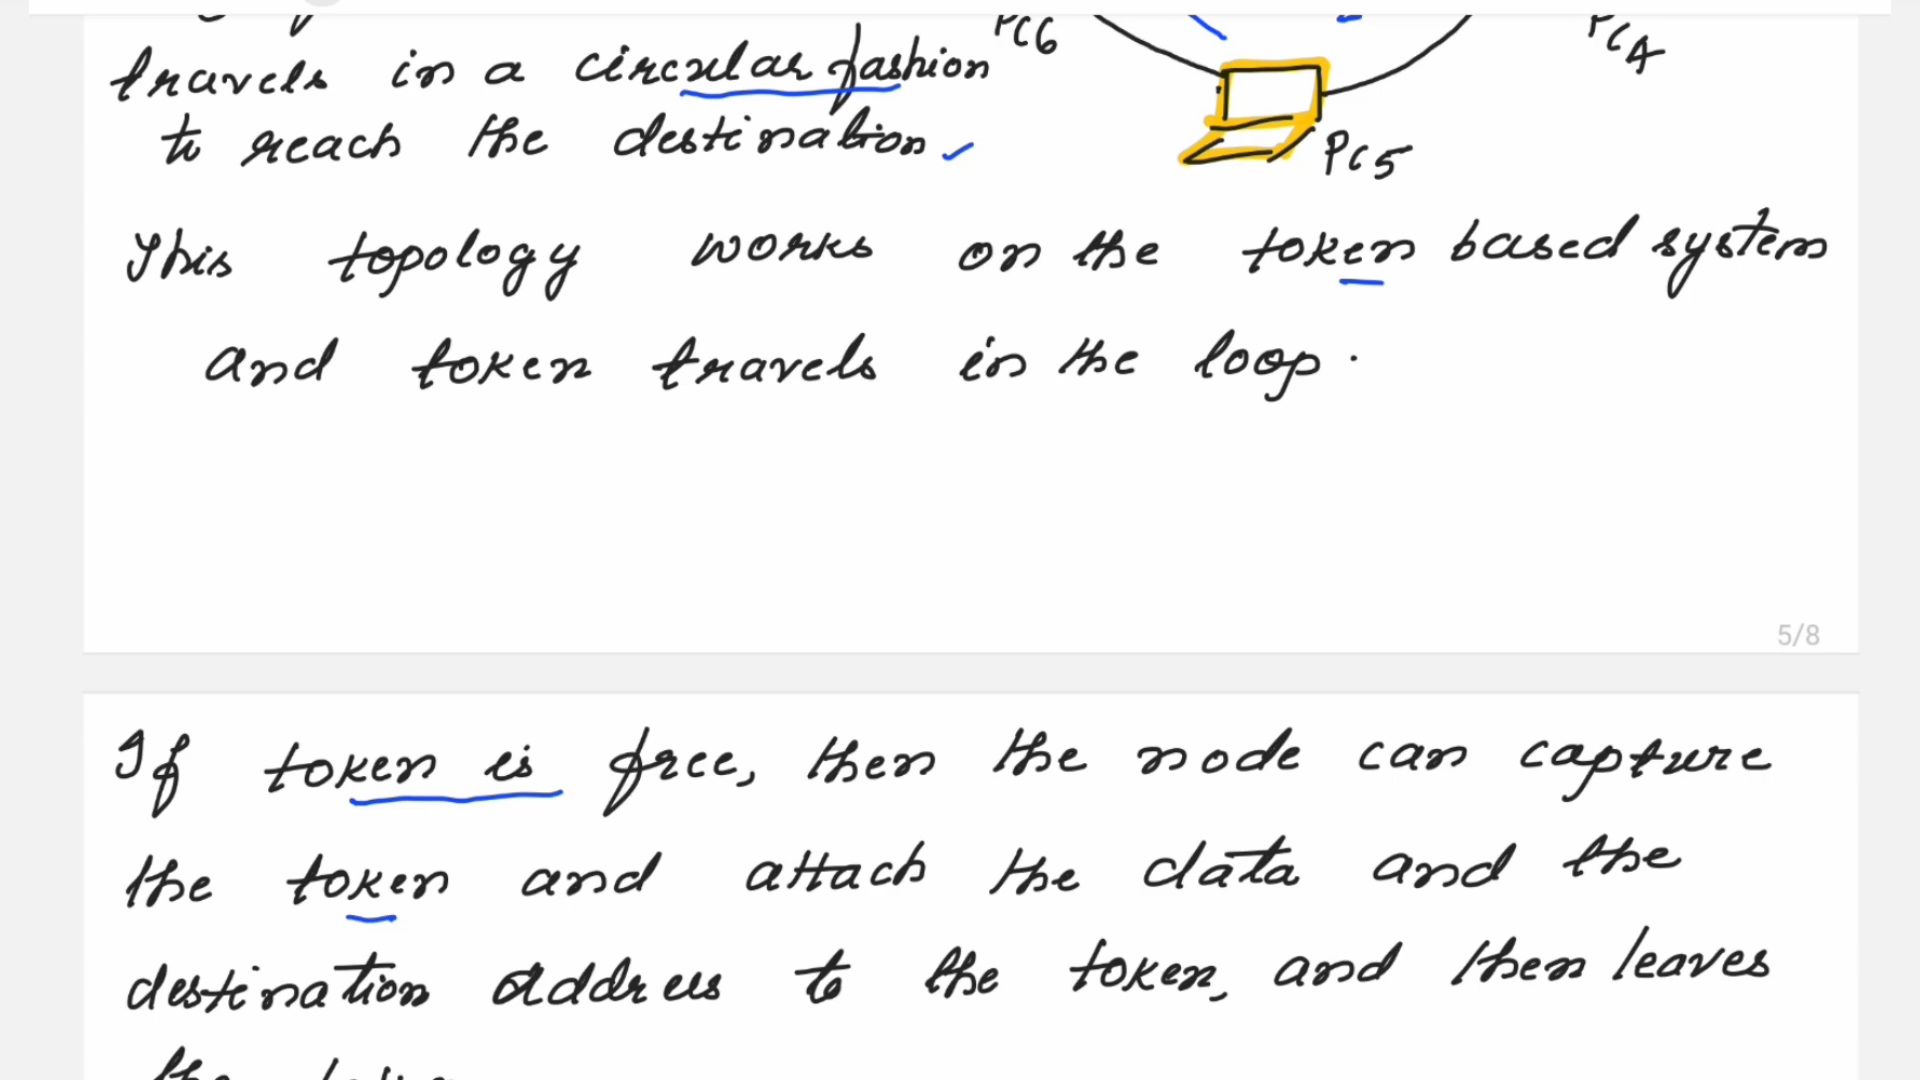 PC6
PC4
travels in a circular fashion
to reach the destination
PC5
This topology works on the token based system
and token travels in the loop.
5/8
If token is free, then the node can capture
the token and attach the data and the
destination address to the token, and then leaves
the